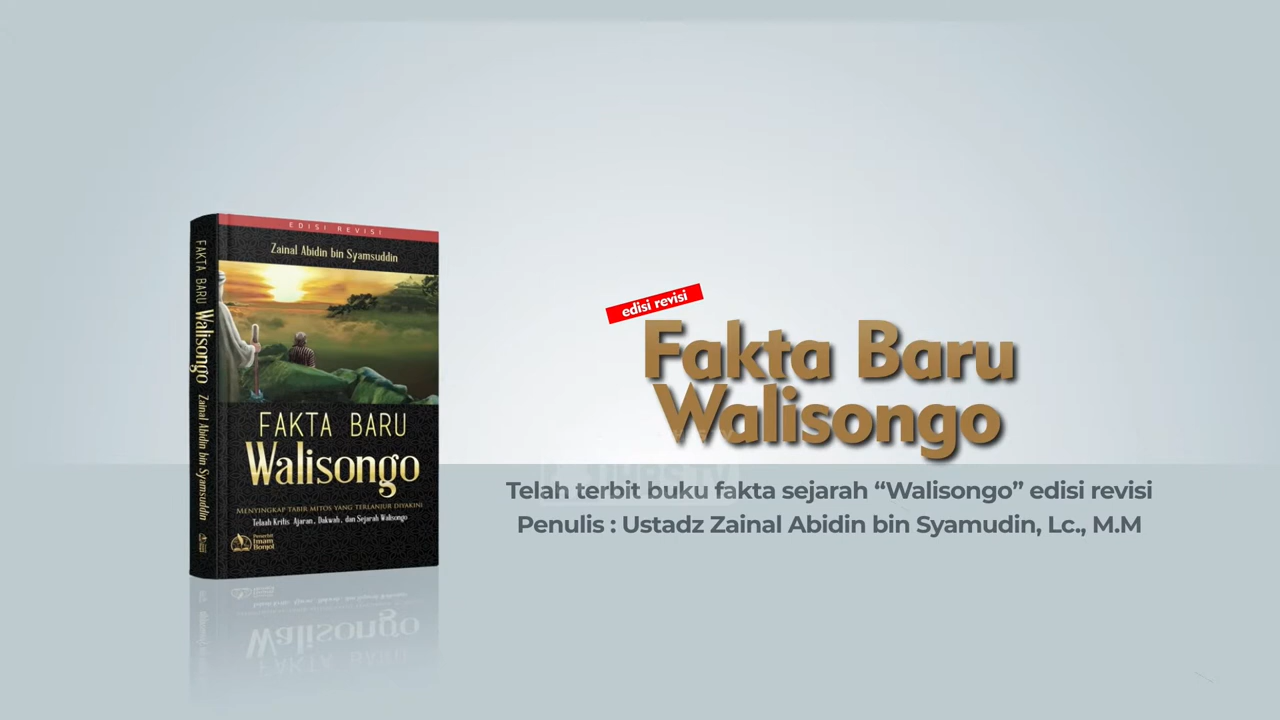 EDISI REVISI
Zainal Abidin bin Syamsuddin
FAKTA BARU
Walisongo
MENYINGKAP TABIR MITOS YANG TERLANJUR DIYAKINI
Telaah Kritis Ajaran, Dakwah, dan Sejarah Walisongo
Penerbit
Imam
Bonjol
FAKTA BARU Walisongo Zainal Abidin bin Syamsuddin
edisi revisi
Fakta Baru
Walisongo
Telah terbit buku fakta sejarah “Walisongo” edisi revisi
Penulis : Ustadz Zainal Abidin bin Syamudin, Lc., M.M